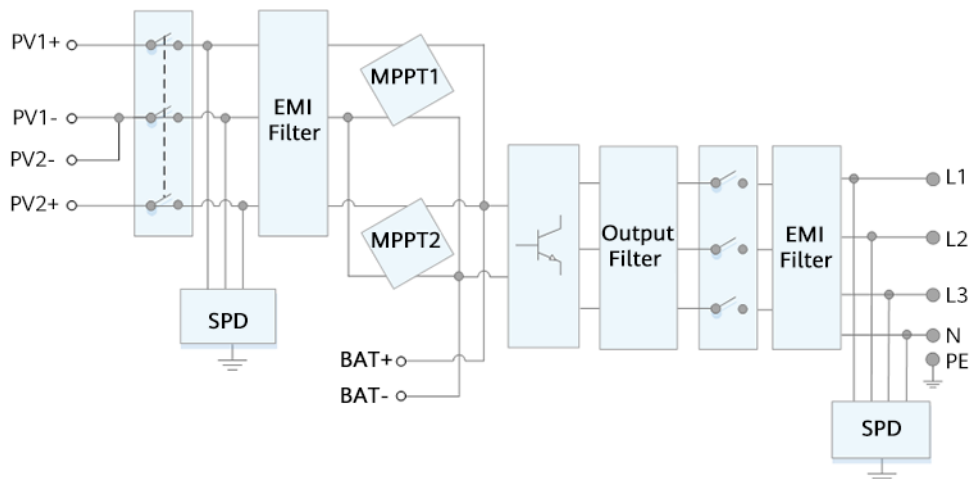 PV1+
PV1-
PV2-
PV2+
EMI
Filter
SPD
MPPT1
MPPT2
BAT+
BAT-
Output
Filter
EMI
Filter
L1
L2
L3
N
PE
SPD